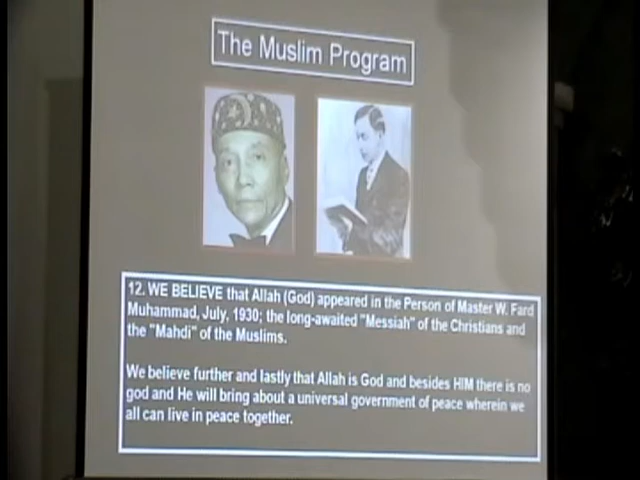 The Muslim Program
12. WE BELIEVE that Allah (God) appeared in the Person of Master W. Fard
Muhammad, July, 1930; the long-awaited "Messiah" of the Christians and
the "Mahdi" of the Muslims.
We believe further and lastly that Allah is God and besides HIM there is no
god and He will bring about a universal government of peace wherein we
all can live in peace together.